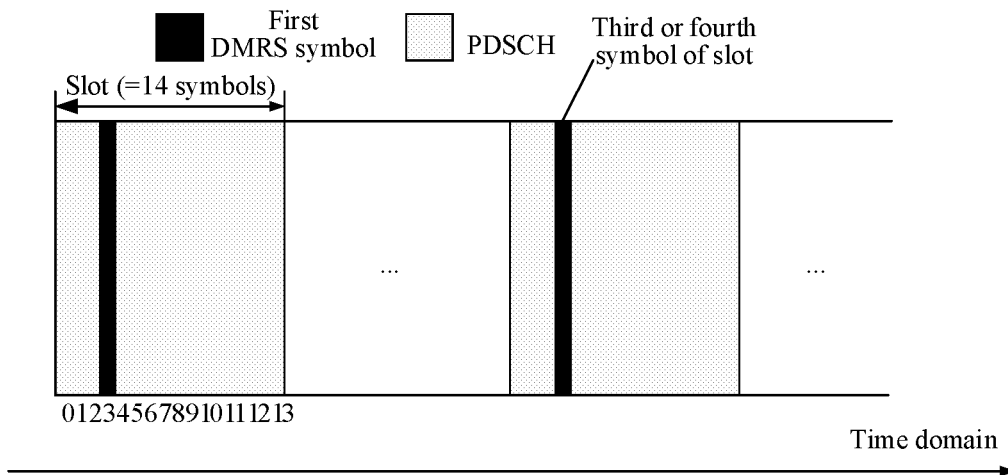 First
DMRS symbol
PDSCH
Third or fourth
symbol of slot
Slot (=14 symbols)
...
...
012345678910111213
Time domain